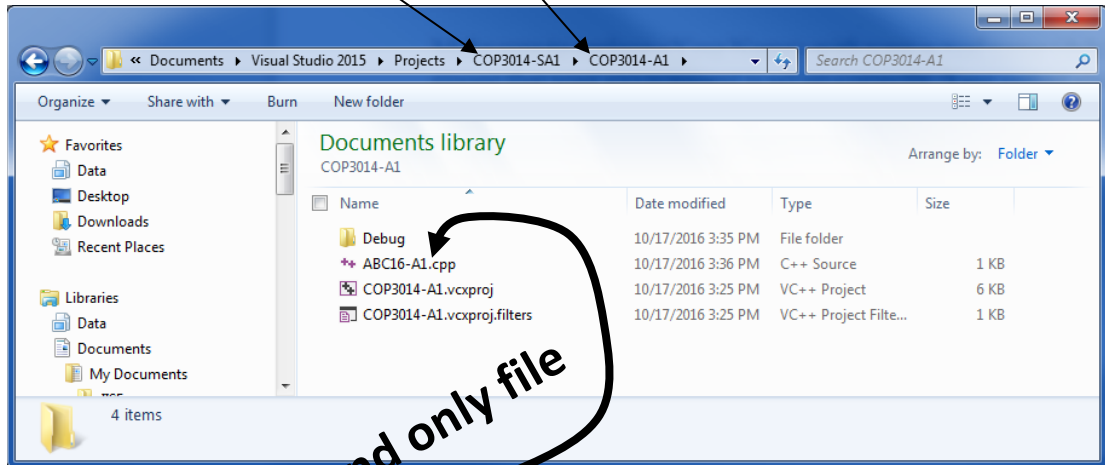 « Documents ▸ Visual Studio 2015 ▸ Projects ▸ COP3014-SA1 ▸ COP3014-A1 ▸ Search COP3014-A1
Organize Share with Burn New folder
Favorites
Data
Desktop
Downloads
Recent Places
Libraries
Data
Documents
My Documents
Documents library
COP3014-A1
Arrange by: Folder
Name Date modified Type Size
Debug 10/17/2016 3:35 PM File folder
ABC16-A1.cpp 10/17/2016 3:36 PM C++ Source 1 KB
COP3014-A1.vcxproj 10/17/2016 3:25 PM VC++ Project 6 KB
COP3014-A1.vcxproj.filters 10/17/2016 3:25 PM VC++ Project Filte... 1 KB
4 items
only file